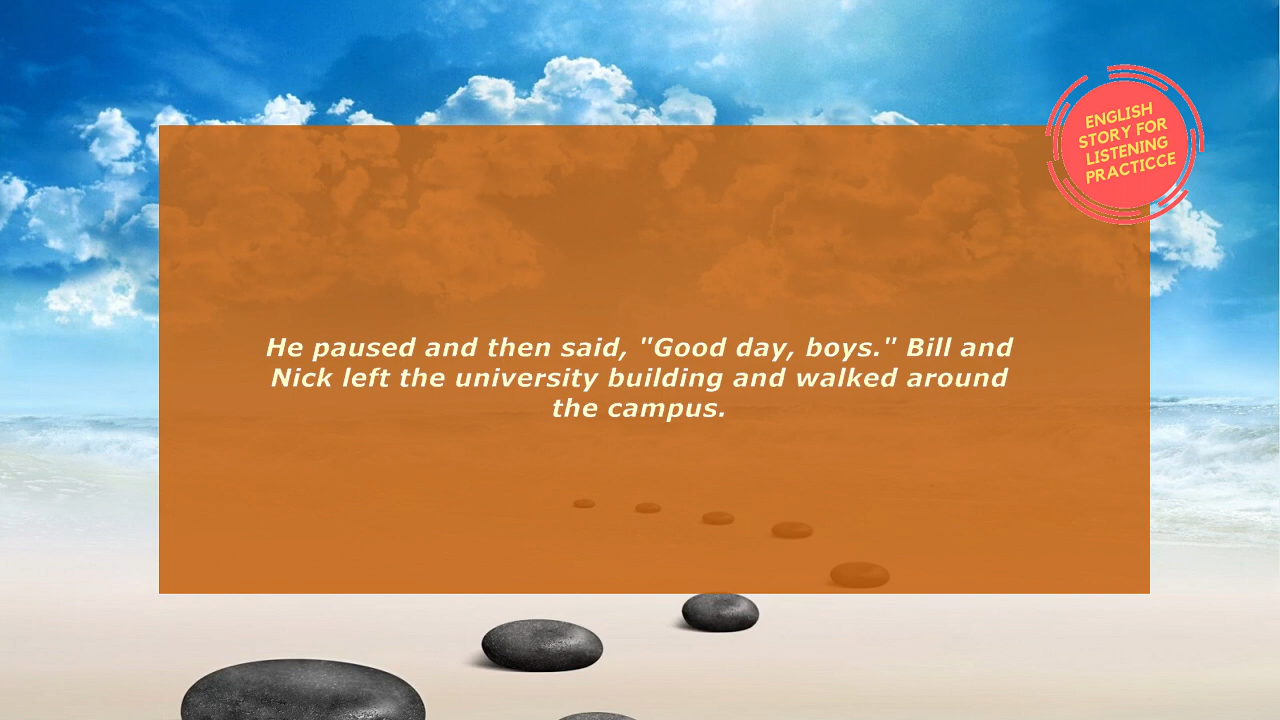 ENGLISH
STORY FOR
LISTENING
PRACTICCE
He paused and then said, "Good day, boys." Bill and
Nick left the university building and walked around
the campus.